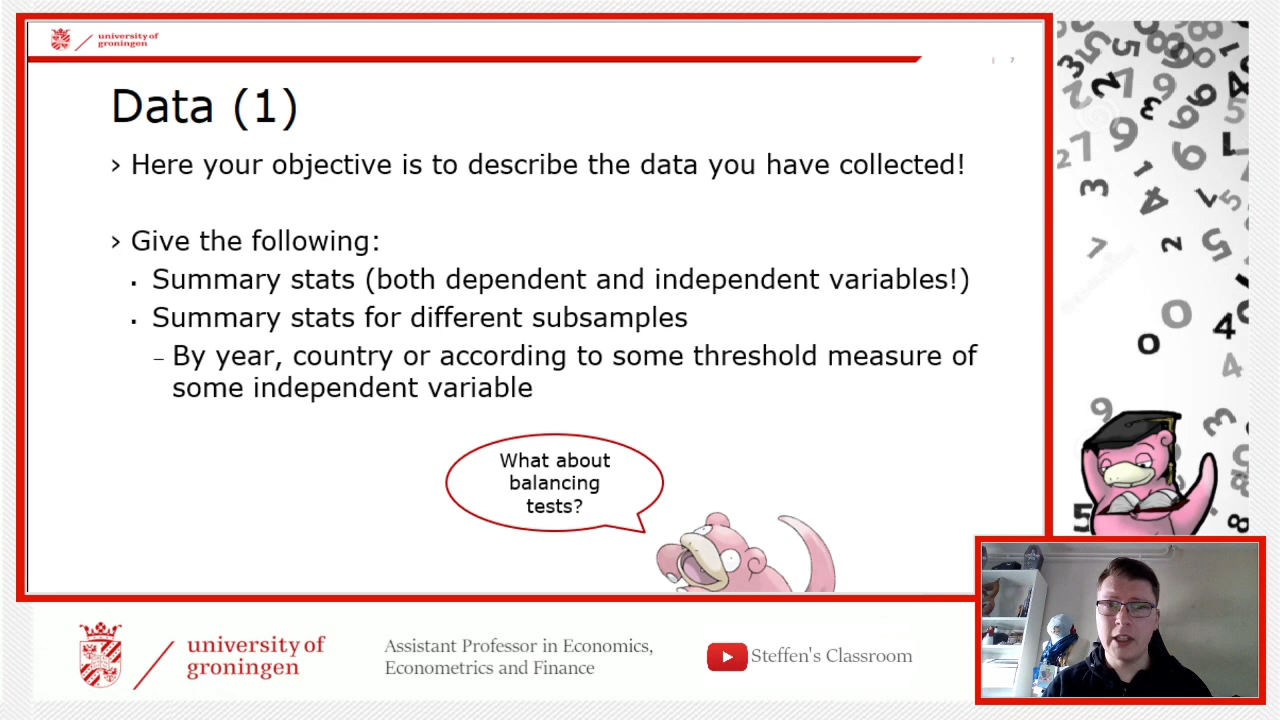 university of
groningen
Data (1)
› Here your objective is to describe the data you have collected!
› Give the following:
▪ Summary stats (both dependent and independent variables!)
▪ Summary stats for different subsamples
– By year, country or according to some threshold measure of
some independent variable
What about
balancing
tests?
university of
groningen
Assistant Professor in Economics,
Econometrics and Finance
Steffen's Classroom